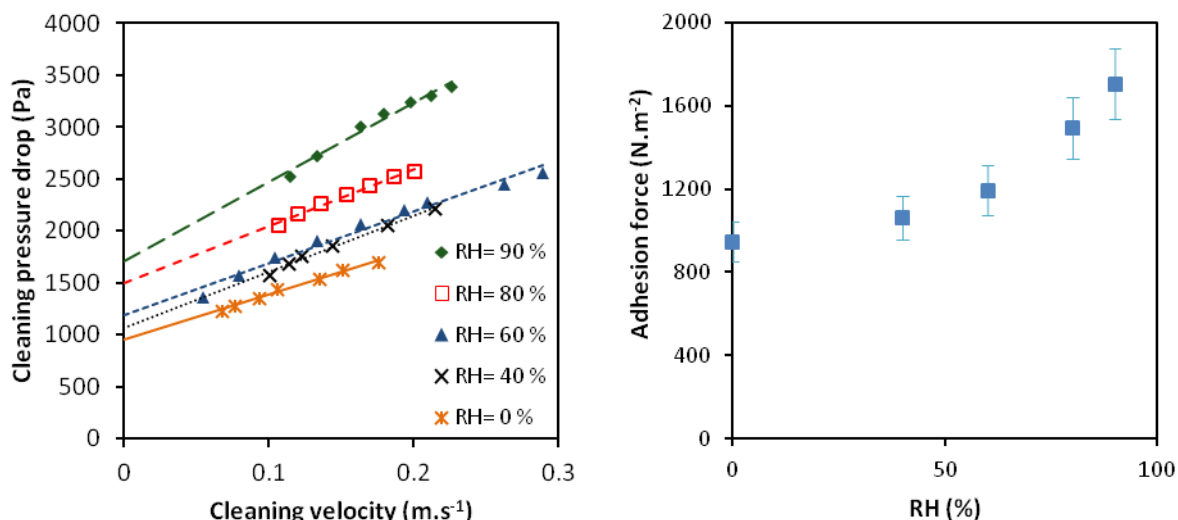 4000
3500
3000
2500
2000
1500
1000
500
0
Cleaning pressure drop (Pa)
RH= 90 %
RH= 80 %
RH= 60 %
RH= 40 %
RH= 0 %
0 0.1 0.2 0.3
Cleaning velocity (m.s⁻¹)
2000
1600
1200
800
400
0
Adhesion force (N.m⁻²)
0 50 100
RH (%)